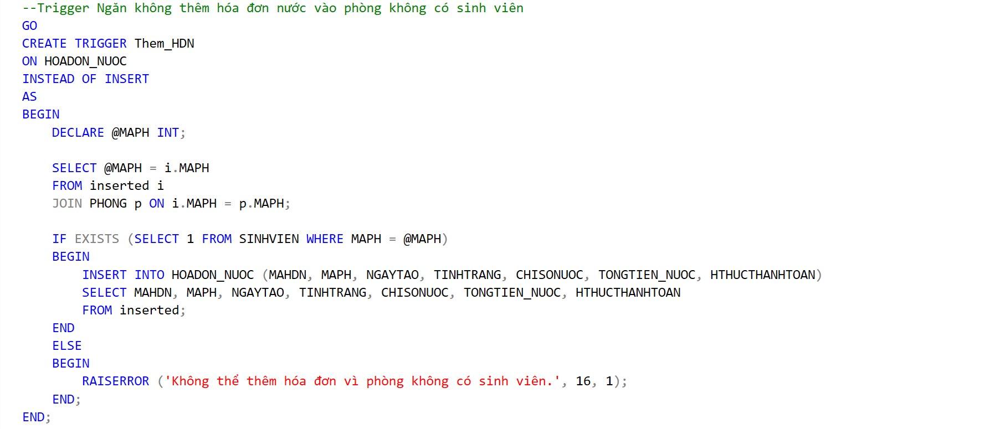 --Trigger Ngăn không thêm hóa đơn nước vào phòng không có sinh viên
GO
CREATE TRIGGER Them_HDN
ON HOADON_NUOC
INSTEAD OF INSERT
AS
BEGIN
    DECLARE @MAPH INT;

    SELECT @MAPH = i.MAPH
    FROM inserted i
    JOIN PHONG p ON i.MAPH = p.MAPH;

    IF EXISTS (SELECT 1 FROM SINHVIEN WHERE MAPH = @MAPH)
    BEGIN
        INSERT INTO HOADON_NUOC (MAHDN, MAPH, NGAYTAO, TINHTRANG, CHISONUOC, TONGTIEN_NUOC, HTHUCTHANHTOAN)
        SELECT MAHDN, MAPH, NGAYTAO, TINHTRANG, CHISONUOC, TONGTIEN_NUOC, HTHUCTHANHTOAN
        FROM inserted;
    END
    ELSE
    BEGIN
        RAISERROR ('Không thể thêm hóa đơn vì phòng không có sinh viên.', 16, 1);
    END;
END;